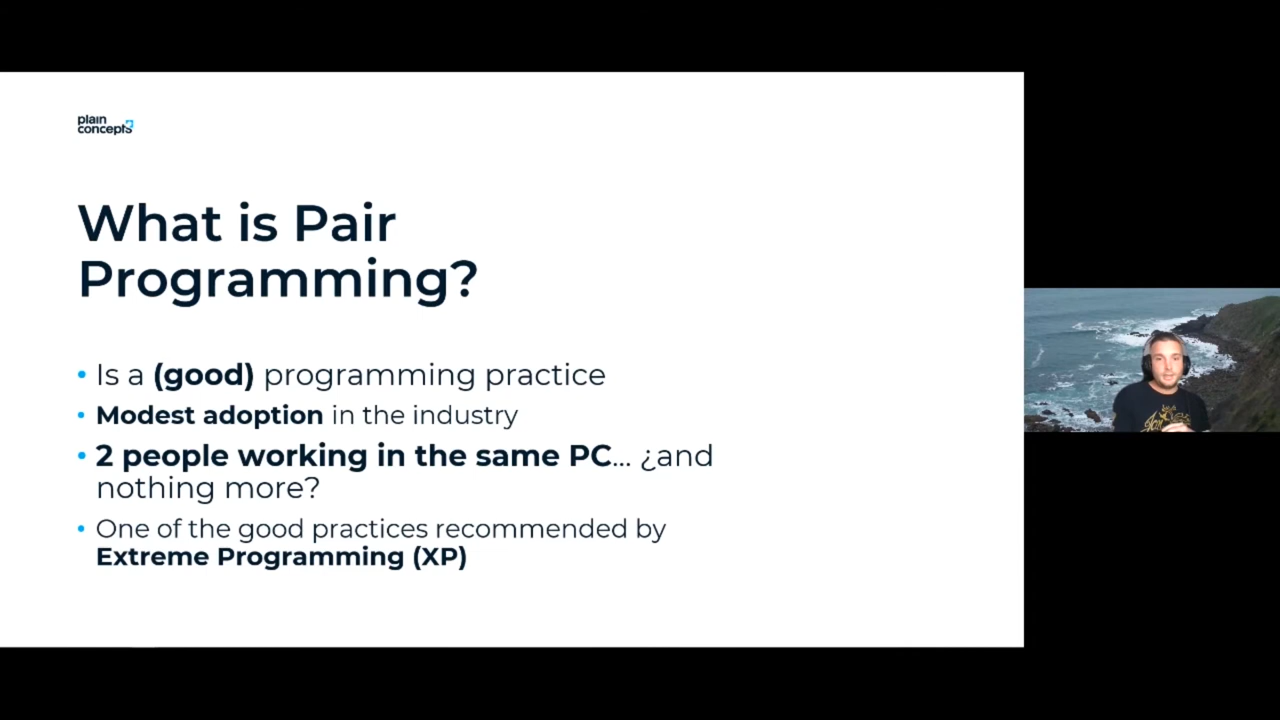 plain
concepts
What is Pair
Programming?
• Is a (good) programming practice
• Modest adoption in the industry
• 2 people working in the same PC... ¿and
nothing more?
• One of the good practices recommended by
Extreme Programming (XP)